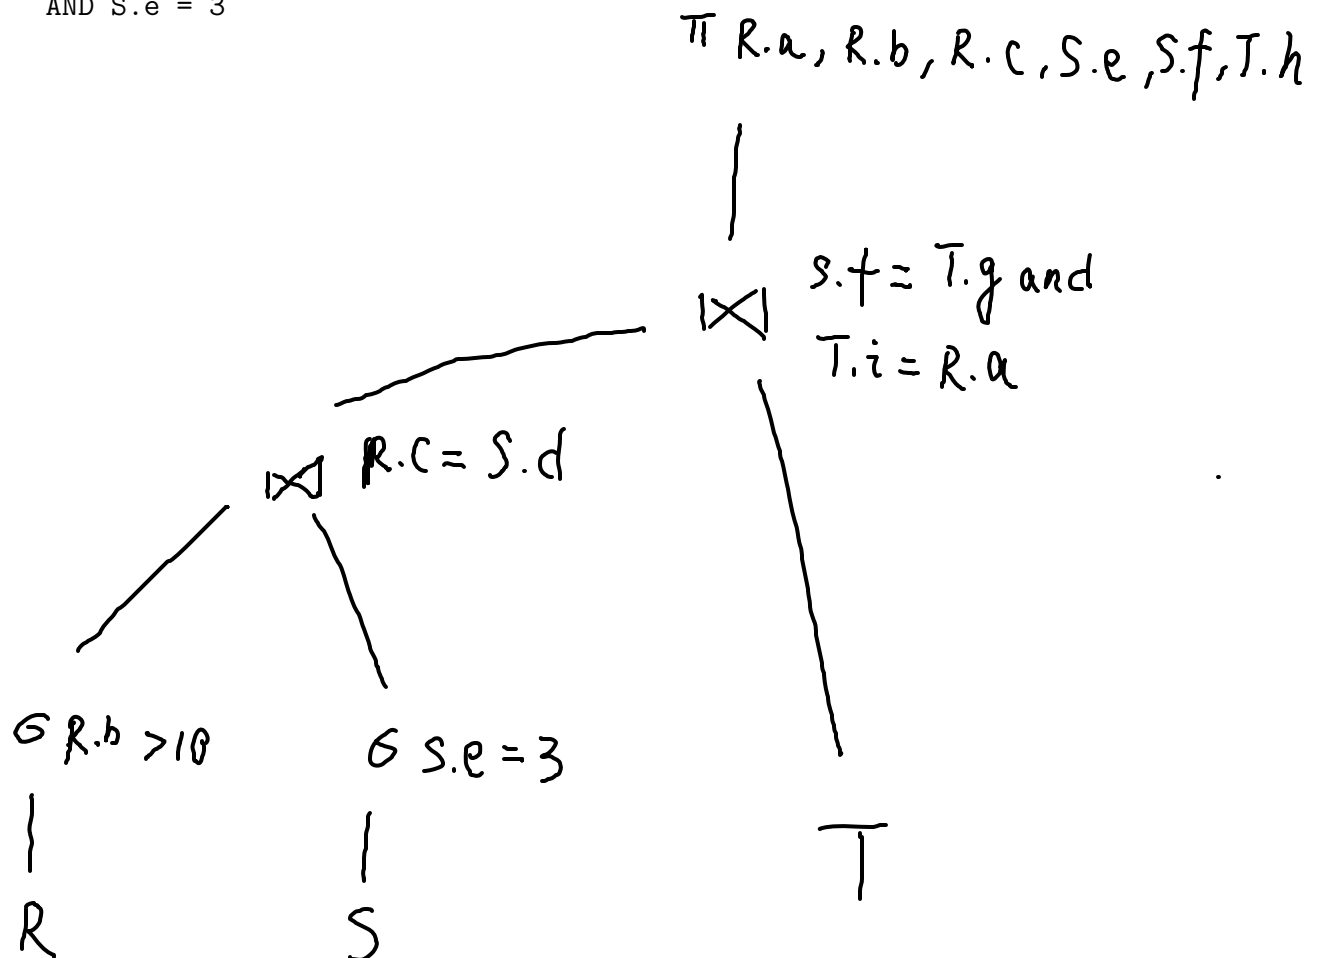 AND S.e = 3
π R.a, R.b, R.c, S.e, S.f, T.h
⋈ S.f = T.g and
T.i = R.a
⋈ R.c = S.d
σ R.b > 10
σ S.e = 3
T
R
S